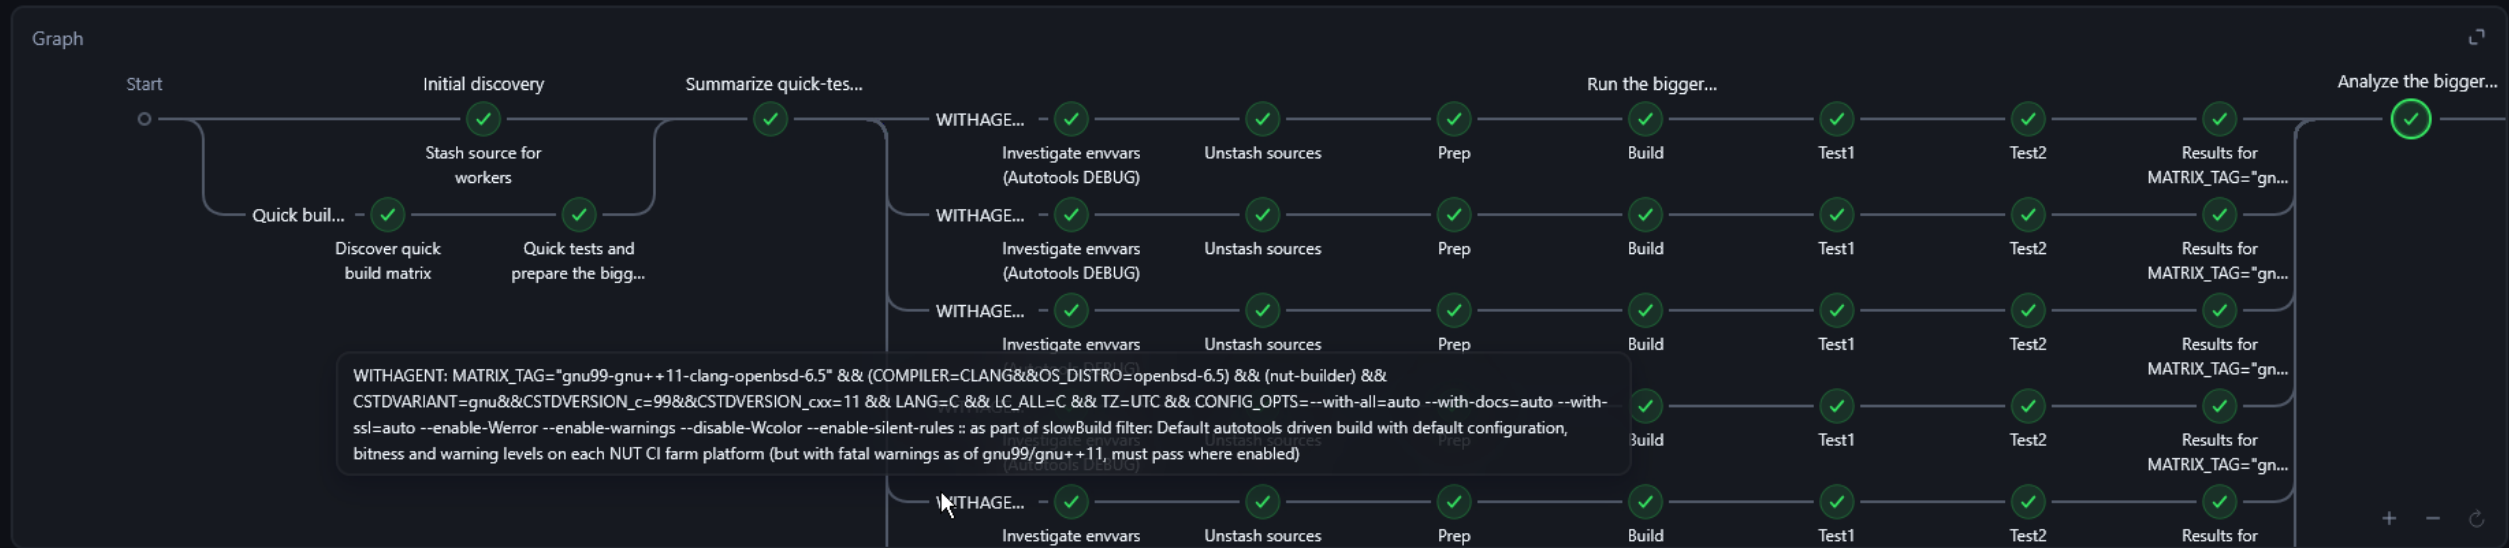 Graph
Start
Initial discovery
Summarize quick-tes...
Run the bigger...
Analyze the bigger...
WITHAGE...
Stash source for
workers
Investigate envvars
(Autotools DEBUG)
Unstash sources
Prep
Build
Test1
Test2
Results for
MATRIX_TAG="gn...
Quick buil...
Discover quick
build matrix
Quick tests and
prepare the bigg...
WITHAGE...
Investigate envvars
(Autotools DEBUG)
Unstash sources
Prep
Build
Test1
Test2
Results for
MATRIX_TAG="gn...
WITHAGE...
Investigate envvars
Unstash sources
Prep
Build
Test1
Test2
Results for
MATRIX_TAG="gn...
WITHAGENT: MATRIX_TAG="gnu99-gnu++11-clang-openbsd-6.5" && (COMPILER=CLANG&&OS_DISTRO=openbsd-6.5) && (nut-builder) &&
CSTDVARIANT=gnu&&CSTDVERSION_c=99&&CSTDVERSION_cxx=11 && LANG=C && LC_ALL=C && TZ=UTC && CONFIG_OPTS=--with-all=auto --with-docs=auto --with-
ssl=auto --enable-Werror --enable-warnings --disable-Wcolor --enable-silent-rules :: as part of slowBuild filter: Default autotools driven build with default configuration,
bitness and warning levels on each NUT CI farm platform (but with fatal warnings as of gnu99/gnu++11, must pass where enabled)
Build
Test1
Test2
Results for
MATRIX_TAG="gn...
WITHAGE...
Investigate envvars
Unstash sources
Prep
Build
Test1
Test2
Results for